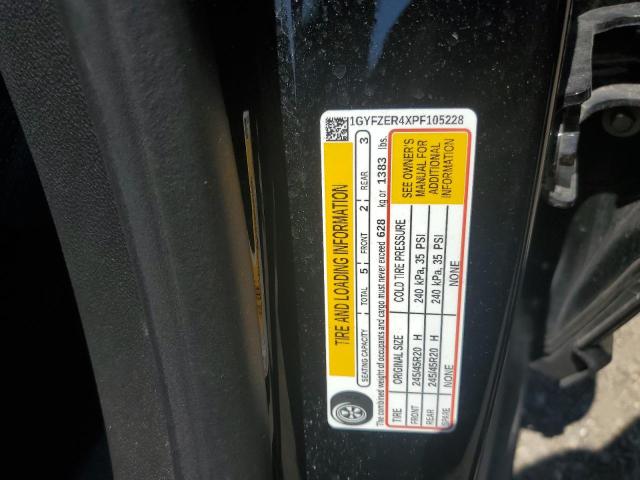 1GYFZER4XPF105228
TIRE AND LOADING INFORMATION
SEATING CAPACITY TOTAL 5 FRONT 2 REAR 3
The combined weight of occupants and cargo must never exceed 628 kg or 1383 lbs.
TIRE ORIGINAL SIZE COLD TIRE PRESSURE
FRONT 245/45R20 H 240 kPa, 35 PSI
REAR 245/45R20 H 240 kPa, 35 PSI
SPARE NONE NONE
SEE OWNER'S
MANUAL FOR
ADDITIONAL
INFORMATION